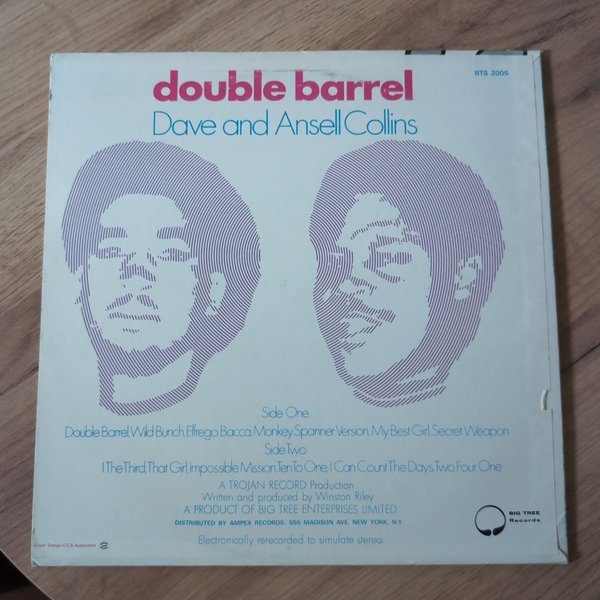 BTS 2005
double barrel
Dave and Ansell Collins
Side One
Double Barrel, Wild Bunch, Elfrego Bacca, Monkey Spanner Version, My Best Girl, Secret Weapon
Side Two
I The Third, That Girl, Impossible Mission, Ten To One, I Can Count The Days, Two Four One
A TROJAN RECORD Production
Written and produced by Winston Riley
A PRODUCT OF BIG TREE ENTERPRISES LIMITED
DISTRIBUTED BY AMPEX RECORDS, 555 MADISON AVE. NEW YORK, N.Y.
Electronically rerecorded to simulate stereo
BIG TREE
Records
Cover Design C.C.S. Associates